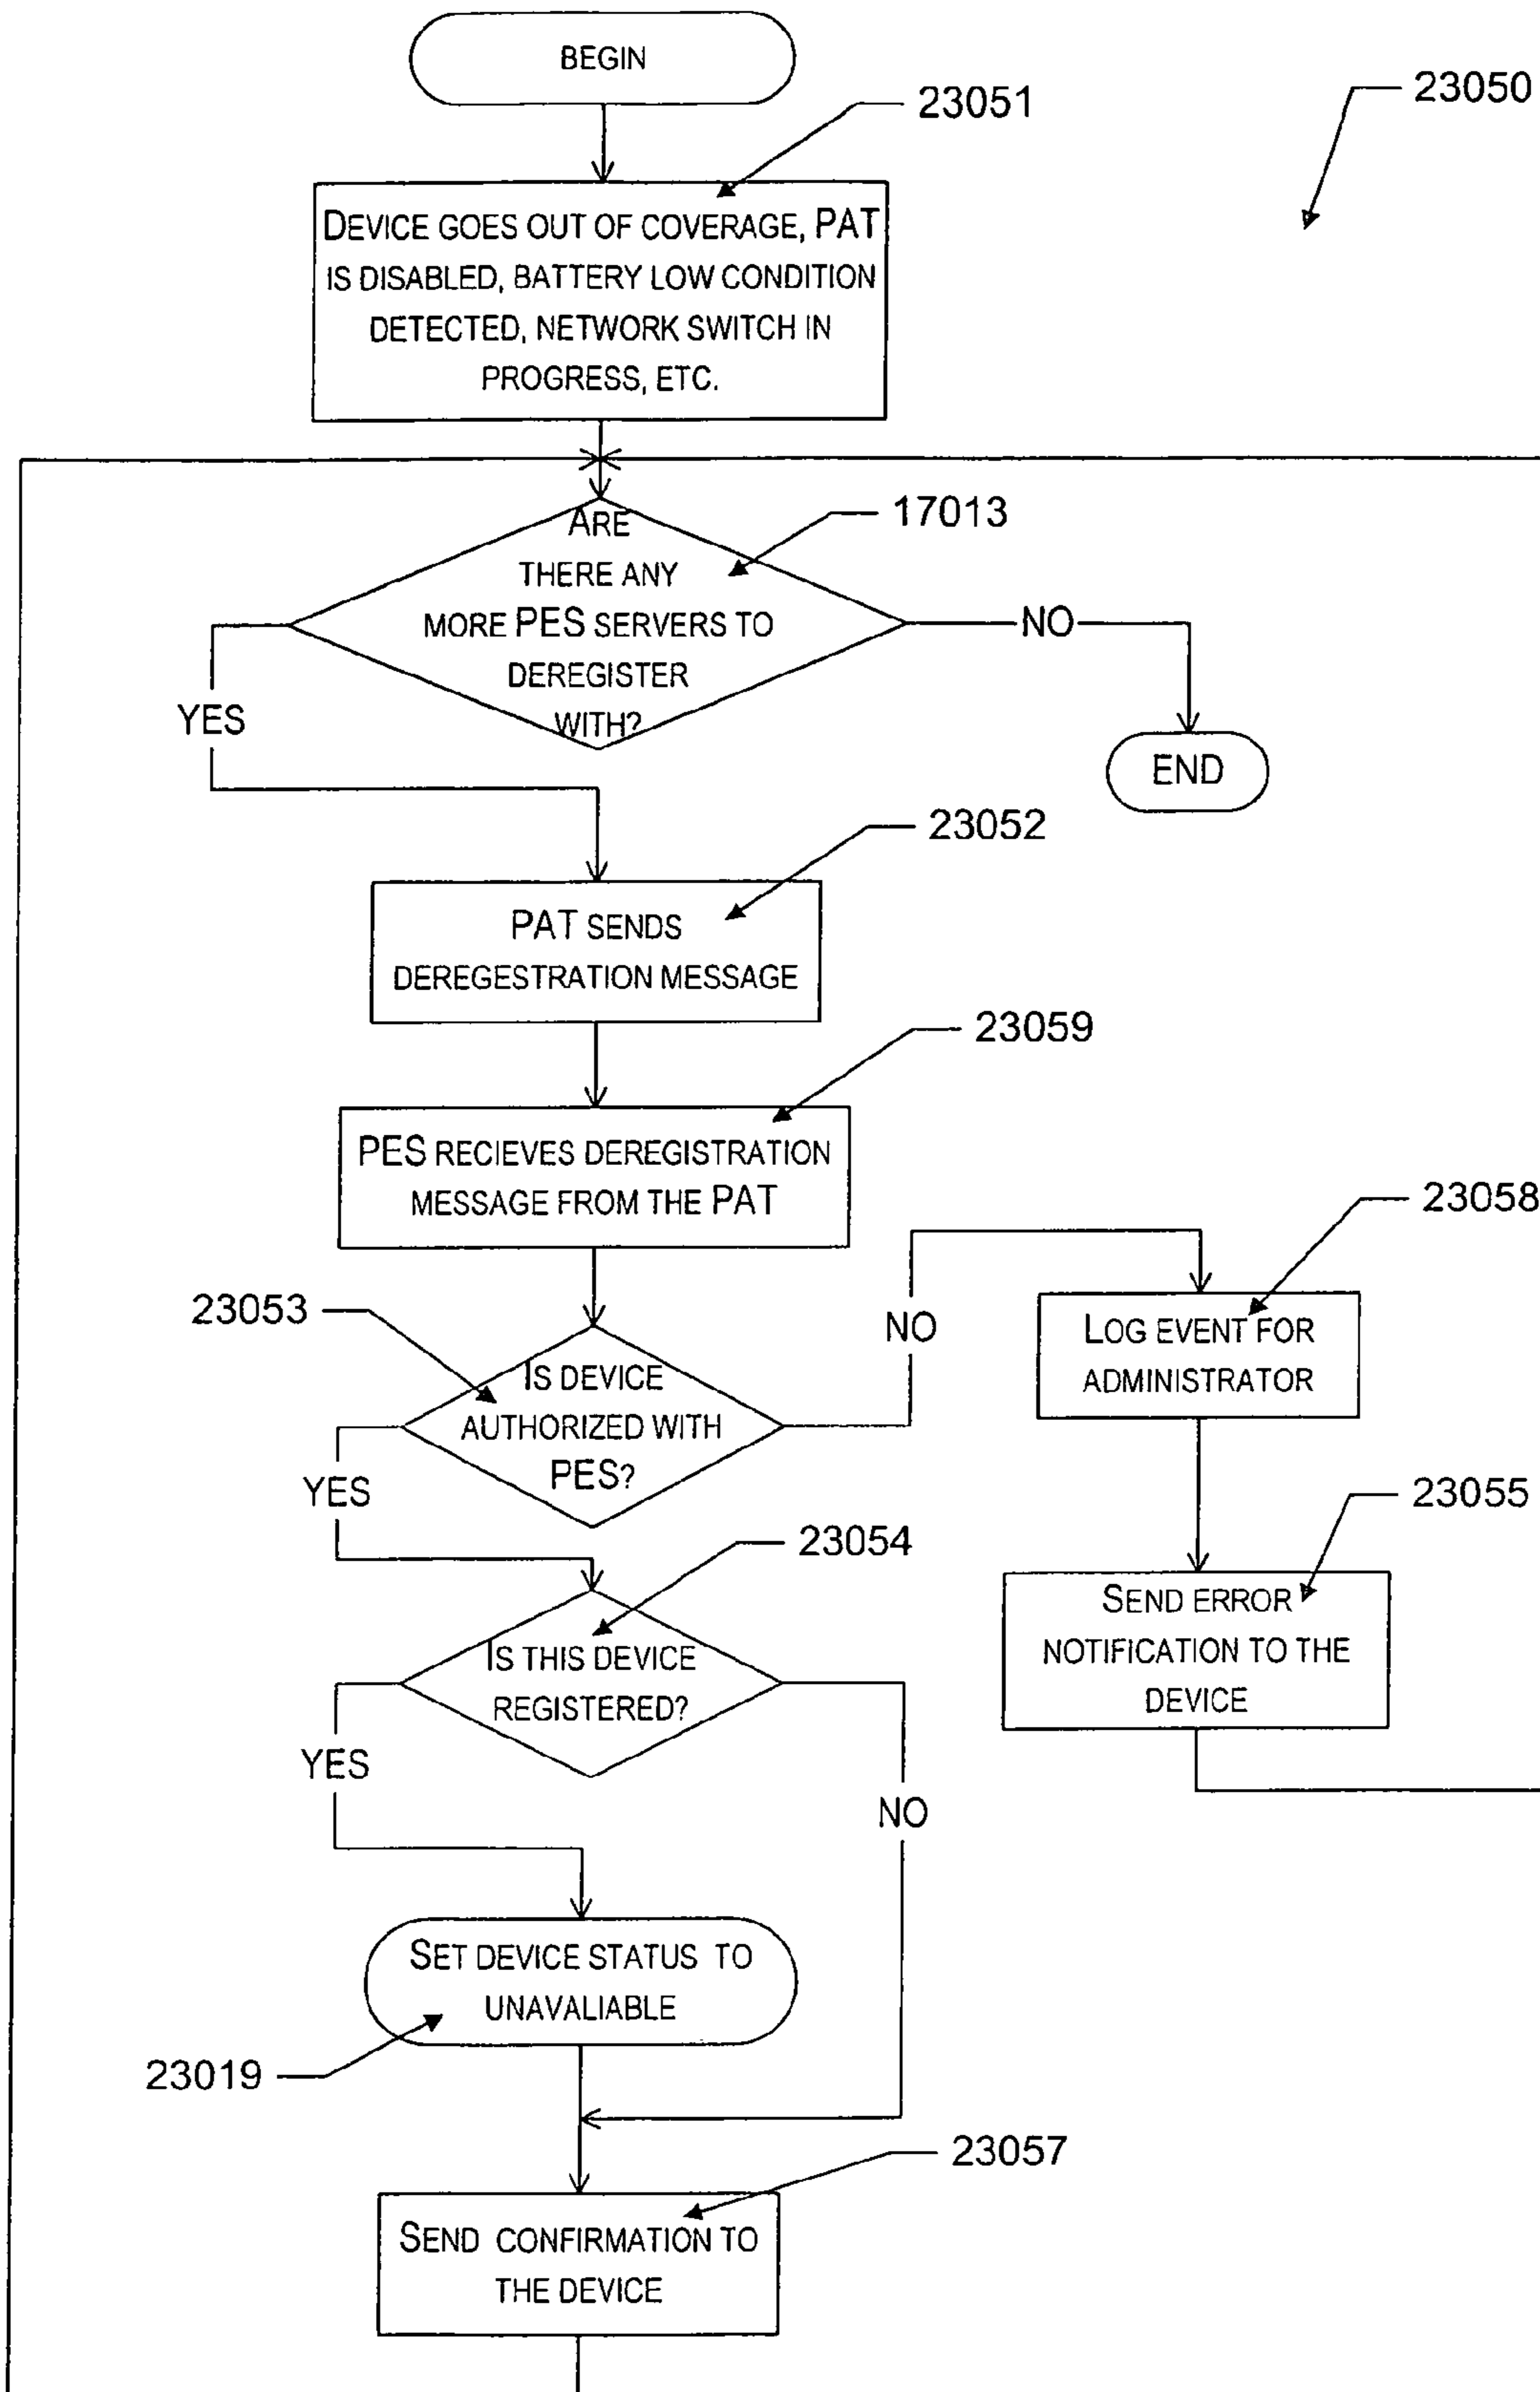 BEGIN
23051
23050
DEVICE GOES OUT OF COVERAGE, PAT
IS DISABLED, BATTERY LOW CONDITION
DETECTED, NETWORK SWITCH IN
PROGRESS, ETC.
ARE
THERE ANY
MORE PES SERVERS TO
DEREGISTER
WITH?
17013
NO
YES
END
23052
PAT SENDS
DEREGESTRATION MESSAGE
23059
PES RECIEVES DEREGISTRATION
MESSAGE FROM THE PAT
23058
23053
NO
LOG EVENT FOR
ADMINISTRATOR
IS DEVICE
AUTHORIZED WITH
PES?
YES
23055
23054
SEND ERROR
NOTIFICATION TO THE
DEVICE
IS THIS DEVICE
REGISTERED?
YES
NO
SET DEVICE STATUS TO
UNAVALIABLE
23019
23057
SEND CONFIRMATION TO
THE DEVICE